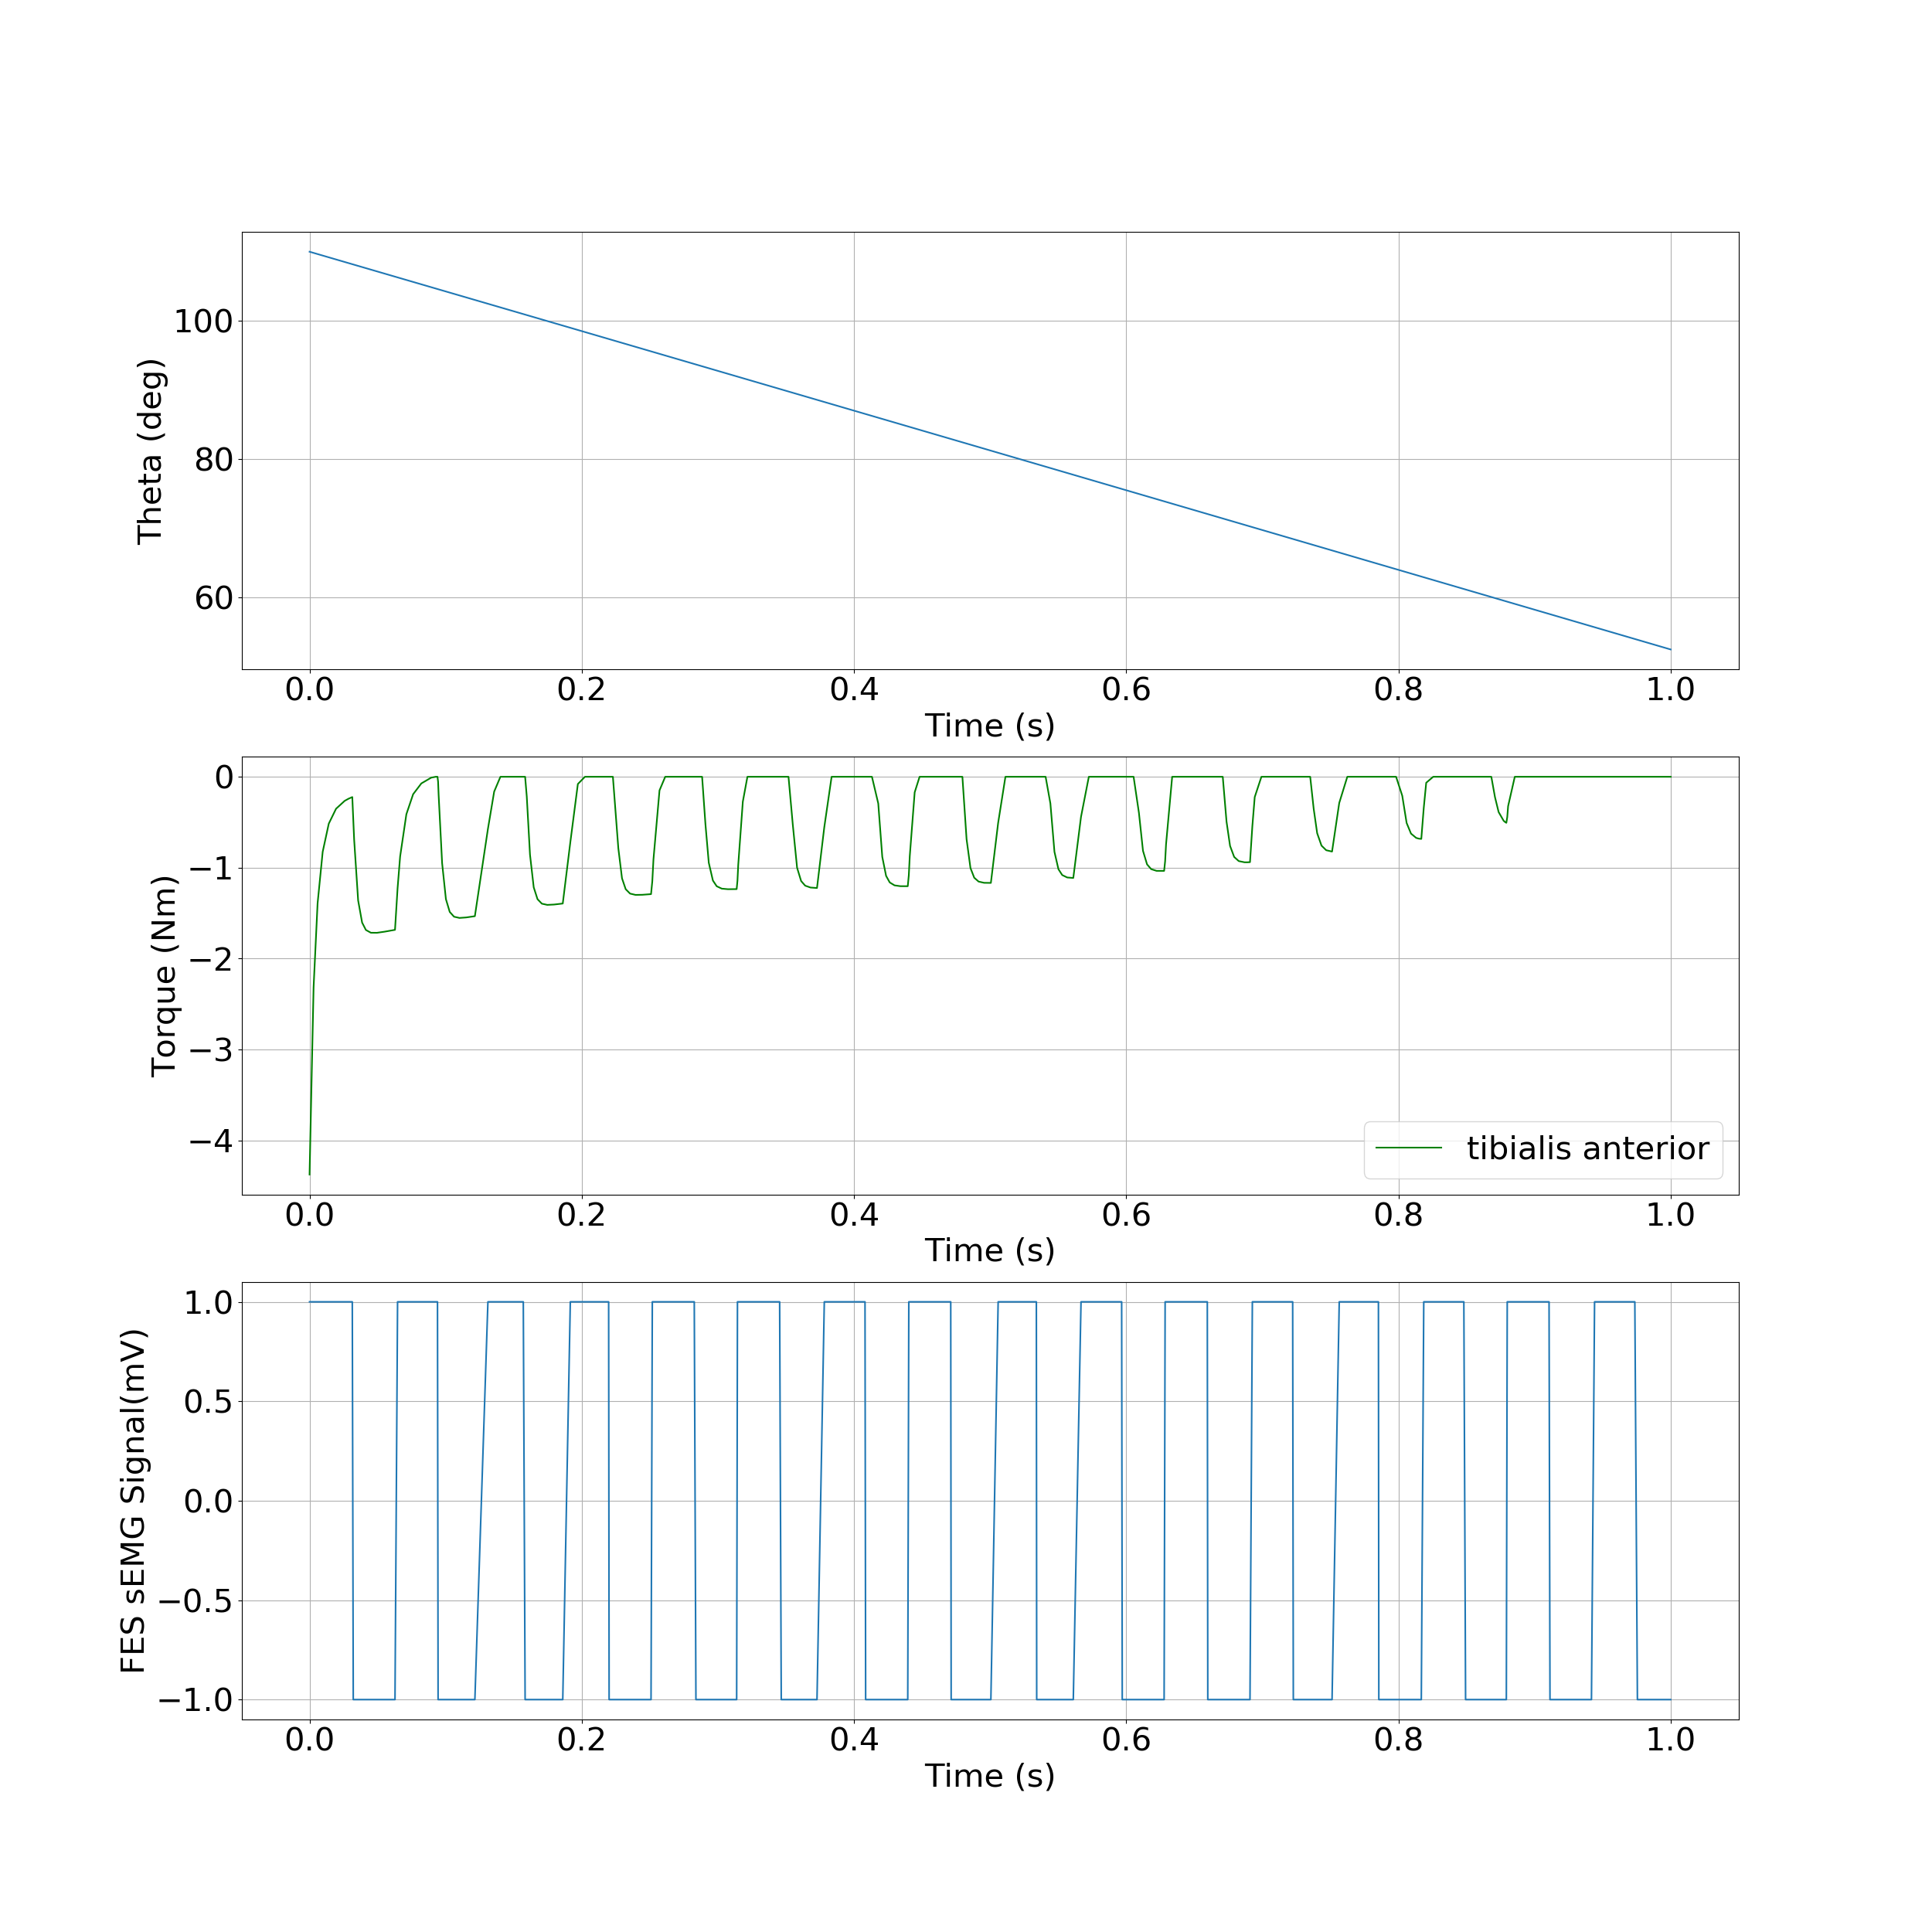 100
80
60
Theta (deg)
0.0 0.2 0.4 0.6 0.8 1.0
Time (s)
0
−1
−2
−3
−4
Torque (Nm)
tibialis anterior
0.0 0.2 0.4 0.6 0.8 1.0
Time (s)
1.0
0.5
0.0
−0.5
−1.0
FES sEMG Signal(mV)
0.0 0.2 0.4 0.6 0.8 1.0
Time (s)